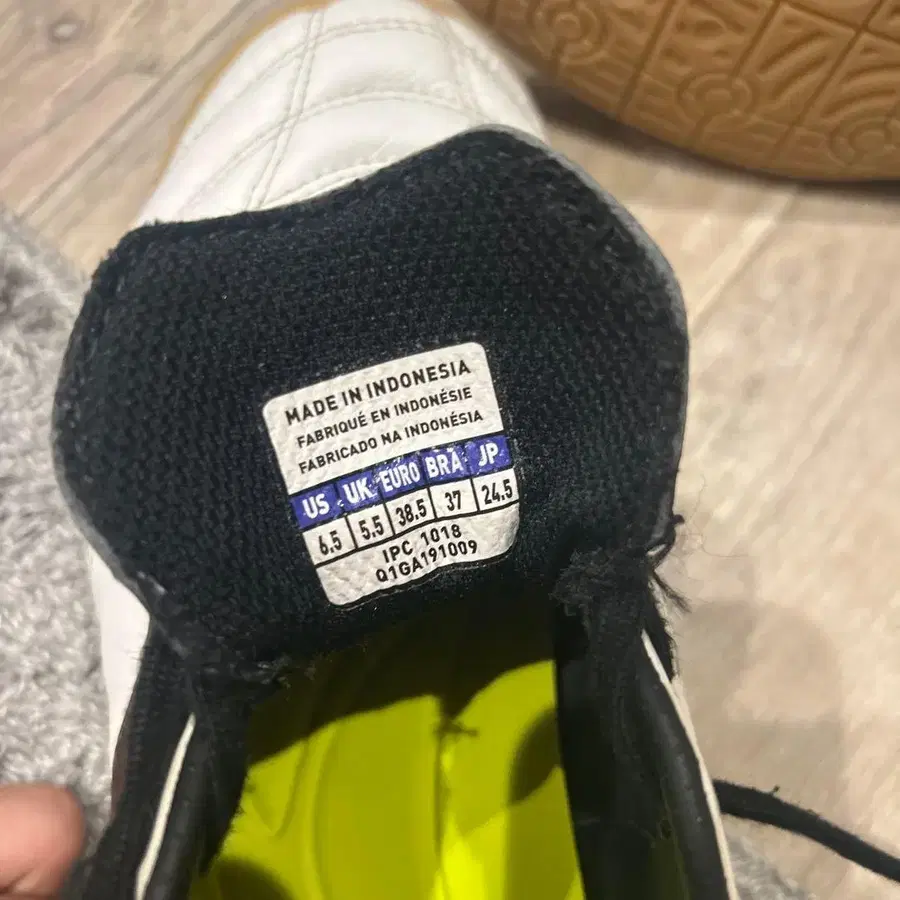 MADE IN INDONESIA
FABRIQUÉ EN INDONÉSIE
FABRICADO NA INDONÉSIA
US UK EURO BRA JP
6.5 5.5 38.5 37 24.5
IPC 1018
Q1GA191009